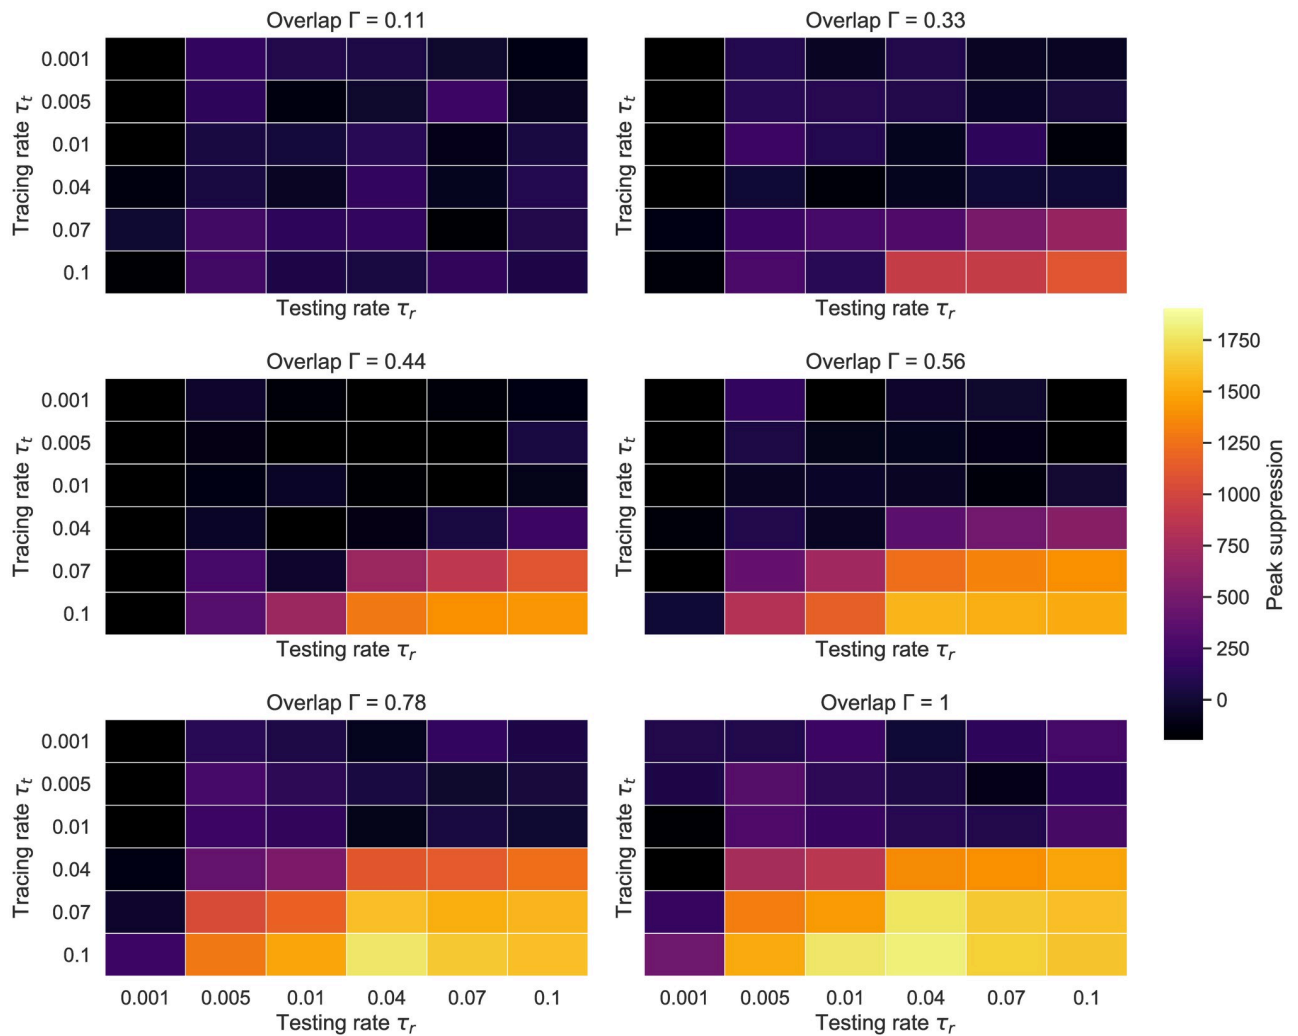 Overlap Γ = 0.11
Overlap Γ = 0.33
Tracing rate τt
0.001
0.005
0.01
0.04
0.07
0.1
Testing rate τr
Tracing rate τt
Testing rate τr
Overlap Γ = 0.44
Overlap Γ = 0.56
Tracing rate τt
0.001
0.005
0.01
0.04
0.07
0.1
Testing rate τr
Tracing rate τt
Testing rate τr
Overlap Γ = 0.78
Overlap Γ = 1
Tracing rate τt
0.001
0.005
0.01
0.04
0.07
0.1
0.001 0.005 0.01 0.04 0.07 0.1
Testing rate τr
Tracing rate τt
0.001 0.005 0.01 0.04 0.07 0.1
Testing rate τr
1750
1500
1250
1000
750
500
250
0
Peak suppression